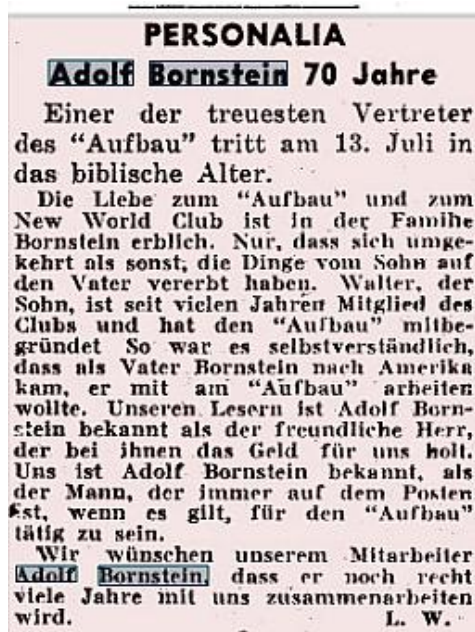 PERSONALIA
Adolf Bornstein 70 Jahre
Einer der treuesten Vertreter
des "Aufbau" tritt am 13. Juli in
das biblische Alter.
Die Liebe zum "Aufbau" und zum
New World Club ist in der Familie
Bornstein erblich. Nur, dass sich umge-
kehrt als sonst, die Dinge vom Sohn auf
den Vater vererbt haben. Walter, der
Sohn, ist seit vielen Jahren Mitglied des
Clubs und hat den "Aufbau" mitbe-
gründet So war es selbstverständlich,
dass als Vater Bornstein nach Amerika
kam, er mit am "Aufbau" arbeiten
wollte. Unseren Lesern ist Adolf Born-
stein bekannt als der freundliche Herr,
der bei ihnen das Geld für uns holt.
Uns ist Adolf Bornstein bekannt, als
der Mann, der immer auf dem Posten
ist, wenn es gilt, für den "Aufbau"
tätig zu sein.
Wir wünschen unserem Mitarbeiter
Adolf Bornstein, dass er noch recht
viele Jahre mit uns zusammenarbeiten
wird. L. W.